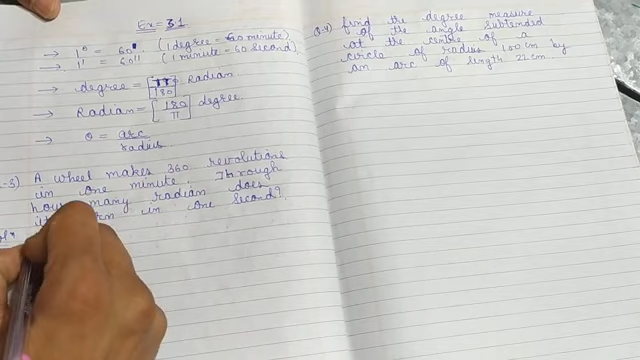 Ex= 3.1
→ 1° = 60' (1 degree = 60 minute)
→ 1' = 60'' (1 minute = 60 second)
→ degree = [π/180] Radian
→ Radian = [180/π] degree.
→ θ = arc/radius
-3) A wheel makes 360 revolutions
in one minute. Through
how many radian does
it in one second?
Q-4) find the degree measure
of the angle subtended
at the centre of a
circle of radius 100 cm by
an arc of length 22 cm